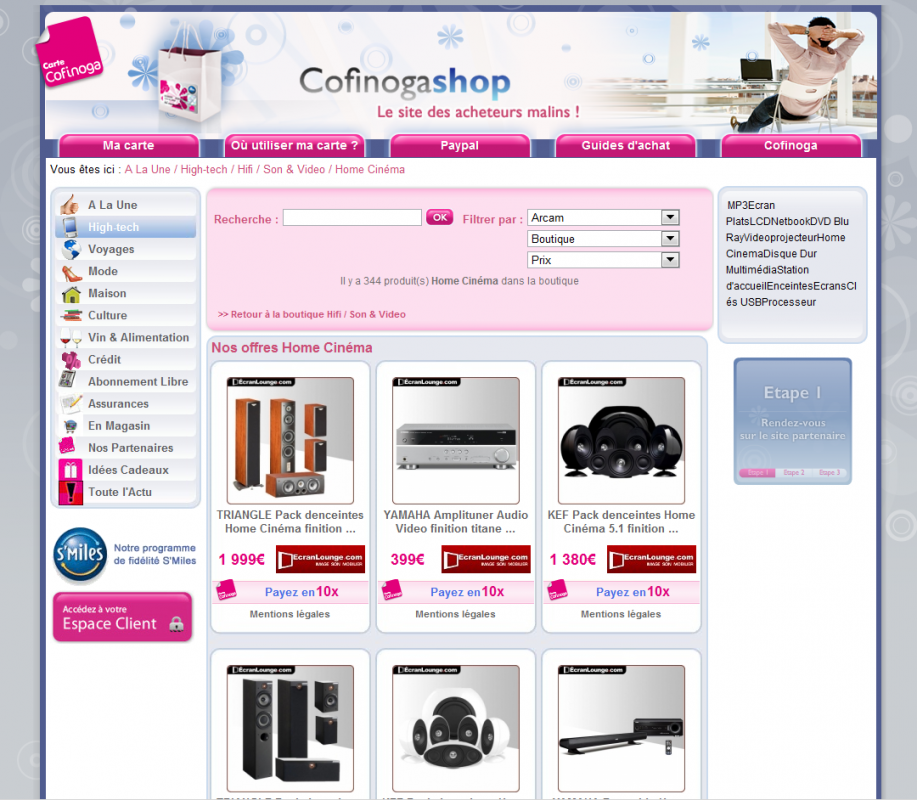 Carte
Cofinoga
Cofinogashop
Le site des acheteurs malins !
Ma carte
Où utiliser ma carte ?
Paypal
Guides d'achat
Cofinoga
Vous êtes ici : A La Une / High-tech / Hifi / Son & Video / Home Cinéma
A La Une
High-tech
Voyages
Mode
Maison
Culture
Vin & Alimentation
Crédit
Abonnement Libre
Assurances
En Magasin
Nos Partenaires
Idées Cadeaux
Toute l'Actu
S'Miles
Notre programme
de fidélité S'Miles
Accédez à votre
Espace Client
Recherche :
OK
Filtrer par :
Arcam
Boutique
Prix
Il y a 344 produit(s) Home Cinéma dans la boutique
>> Retour à la boutique Hifi / Son & Video
Nos offres Home Cinéma
EcranLounge.com
TRIANGLE Pack denceintes
Home Cinéma finition ...
1 999€
EcranLounge.com
IMAGE SON MOBILIER
Cofinoga
Payez en 10x
Mentions légales
EcranLounge.com
YAMAHA Amplituner Audio
Video finition titane ...
399€
EcranLounge.com
IMAGE SON MOBILIER
Cofinoga
Payez en 10x
Mentions légales
EcranLounge.com
KEF Pack denceintes Home
Cinéma 5.1 finition ...
1 380€
EcranLounge.com
IMAGE SON MOBILIER
Cofinoga
Payez en 10x
Mentions légales
EcranLounge.com
EcranLounge.com
EcranLounge.com
MP3Ecran
PlatsLCDNetbookDVD Blu
RayVideoprojecteurHome
CinemaDisque Dur
MultimédiaStation
d'accueilEnceintesEcransCl
és USBProcesseur
Etape 1
Rendez-vous
sur le site partenaire
Etape 1
Etape 2
Etape 3